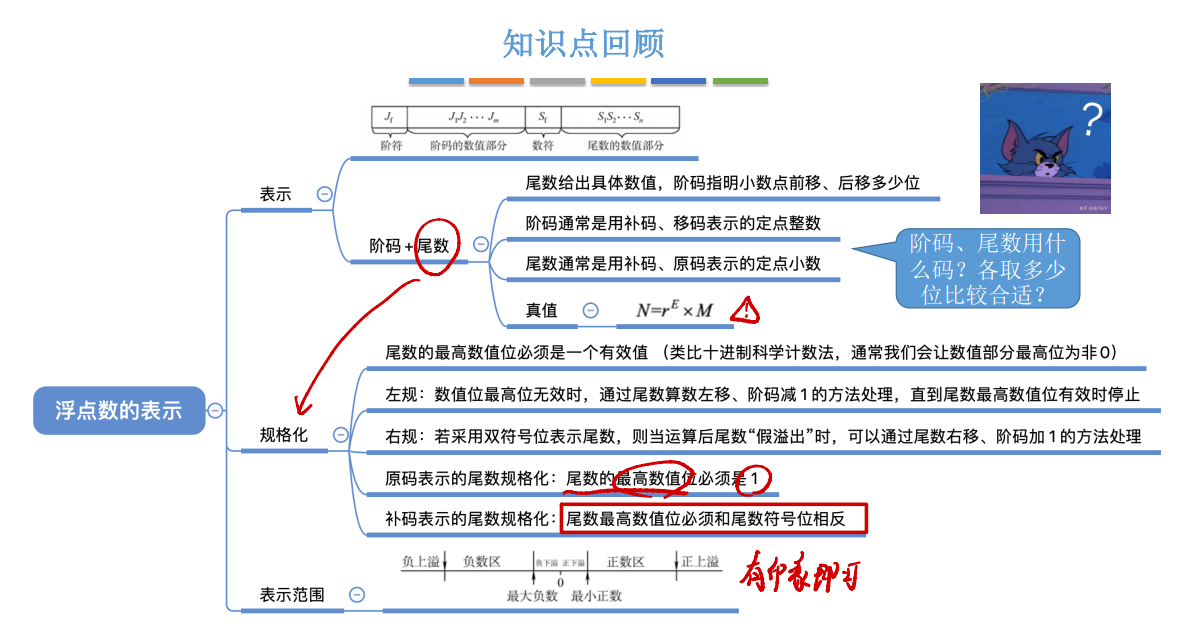 知识点回顾
J_f J_1J_2···J_m S_f S_1S_2···S_n
阶符 阶码的数值部分 数符 尾数的数值部分
?
表示
阶码+尾数
尾数给出具体数值，阶码指明小数点前移、后移多少位
阶码通常是用补码、移码表示的定点整数
尾数通常是用补码、原码表示的定点小数
真值
N=r^E×M
!
阶码、尾数用什
么码？各取多少
位比较合适？
浮点数的表示
规格化
尾数的最高数值位必须是一个有效值 （类比十进制科学计数法，通常我们会让数值部分最高位为非0）
左规：数值位最高位无效时，通过尾数算数左移、阶码减1的方法处理，直到尾数最高数值位有效时停止
右规：若采用双符号位表示尾数，则当运算后尾数“假溢出”时，可以通过尾数右移、阶码加1的方法处理
原码表示的尾数规格化：尾数的最高数值位必须是1
补码表示的尾数规格化：尾数最高数值位必须和尾数符号位相反
表示范围
负上溢 负数区 负下溢 正下溢 正数区 正上溢
0
最大负数 最小正数
有印象即可